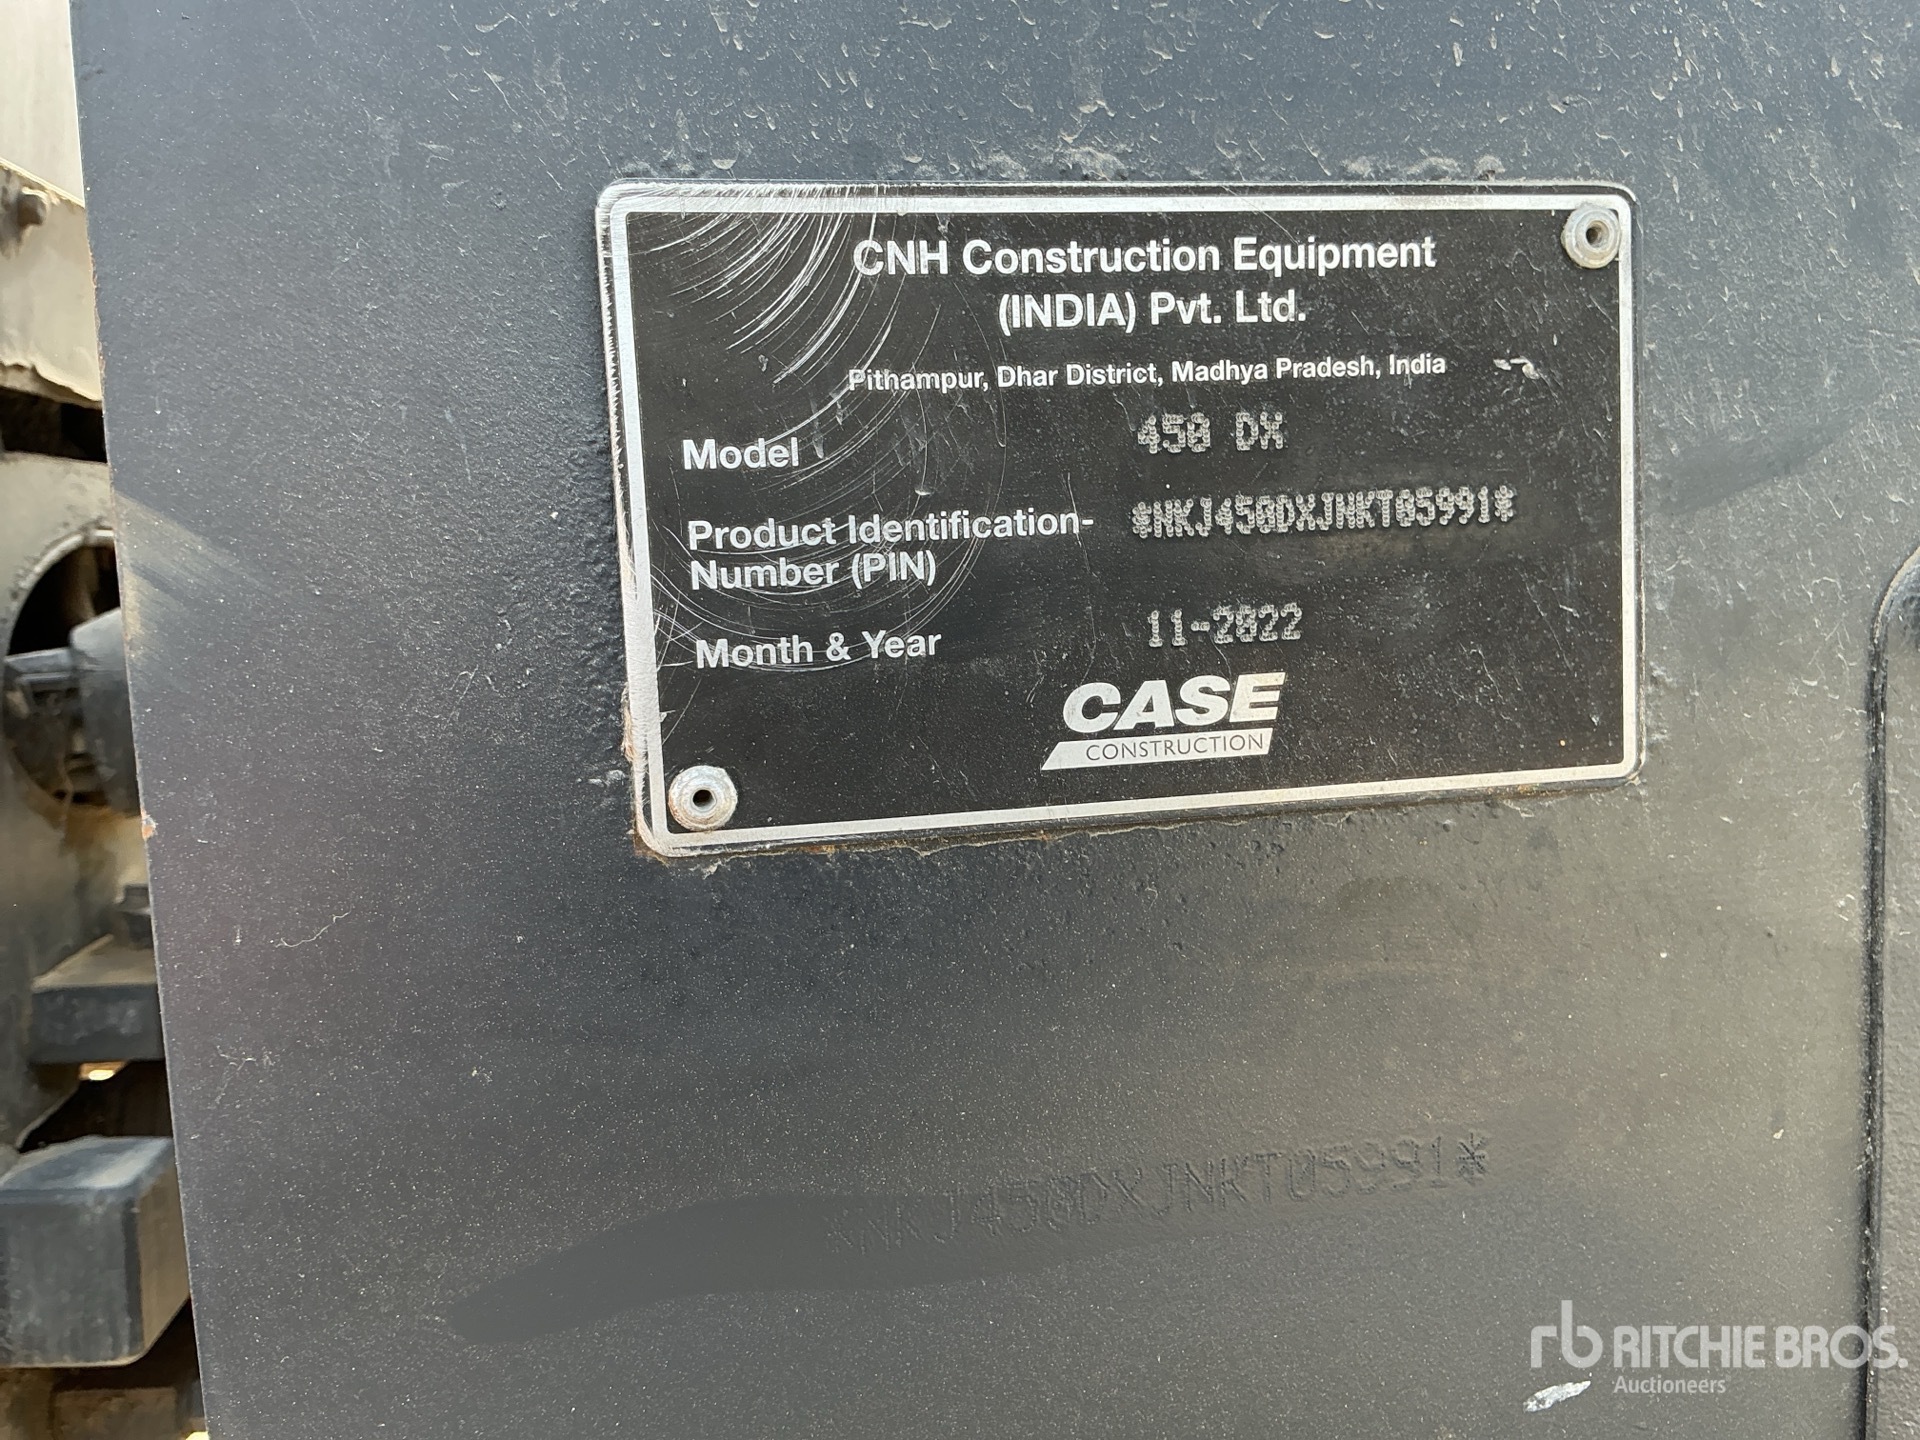 CNH Construction Equipment
(INDIA) Pvt. Ltd.
Pithampur, Dhar District, Madhya Pradesh, India
Model 450 DX
Product Identification- *NKJ450DXJNKT05991*
Number (PIN)
Month & Year 11-2022
CASE
CONSTRUCTION
*NKJ450DXJNKT05991*
rb RITCHIE BROS.
Auctioneers